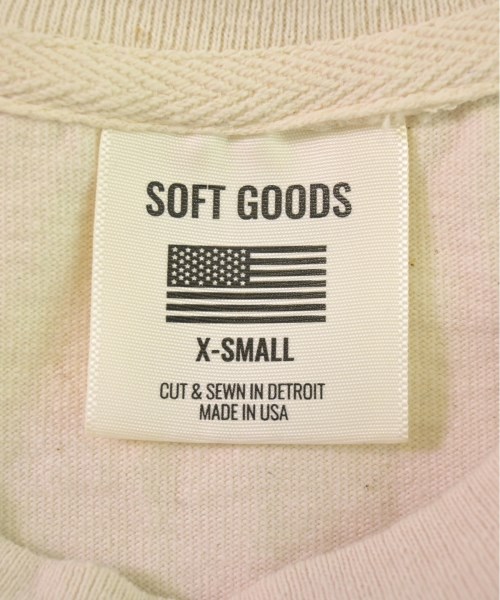 SOFT GOODS
X-SMALL
CUT & SEWN IN DETROIT
MADE IN USA